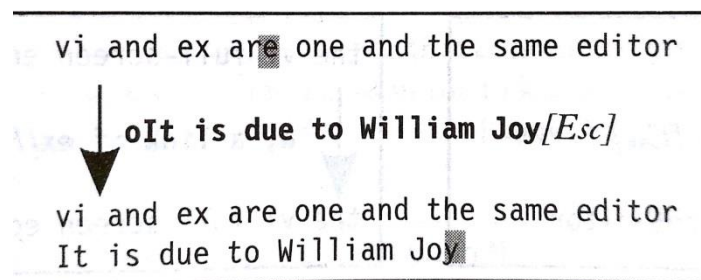 vi and ex are one and the same editor
oIt is due to William Joy[Esc]
vi and ex are one and the same editor
It is due to William Joy